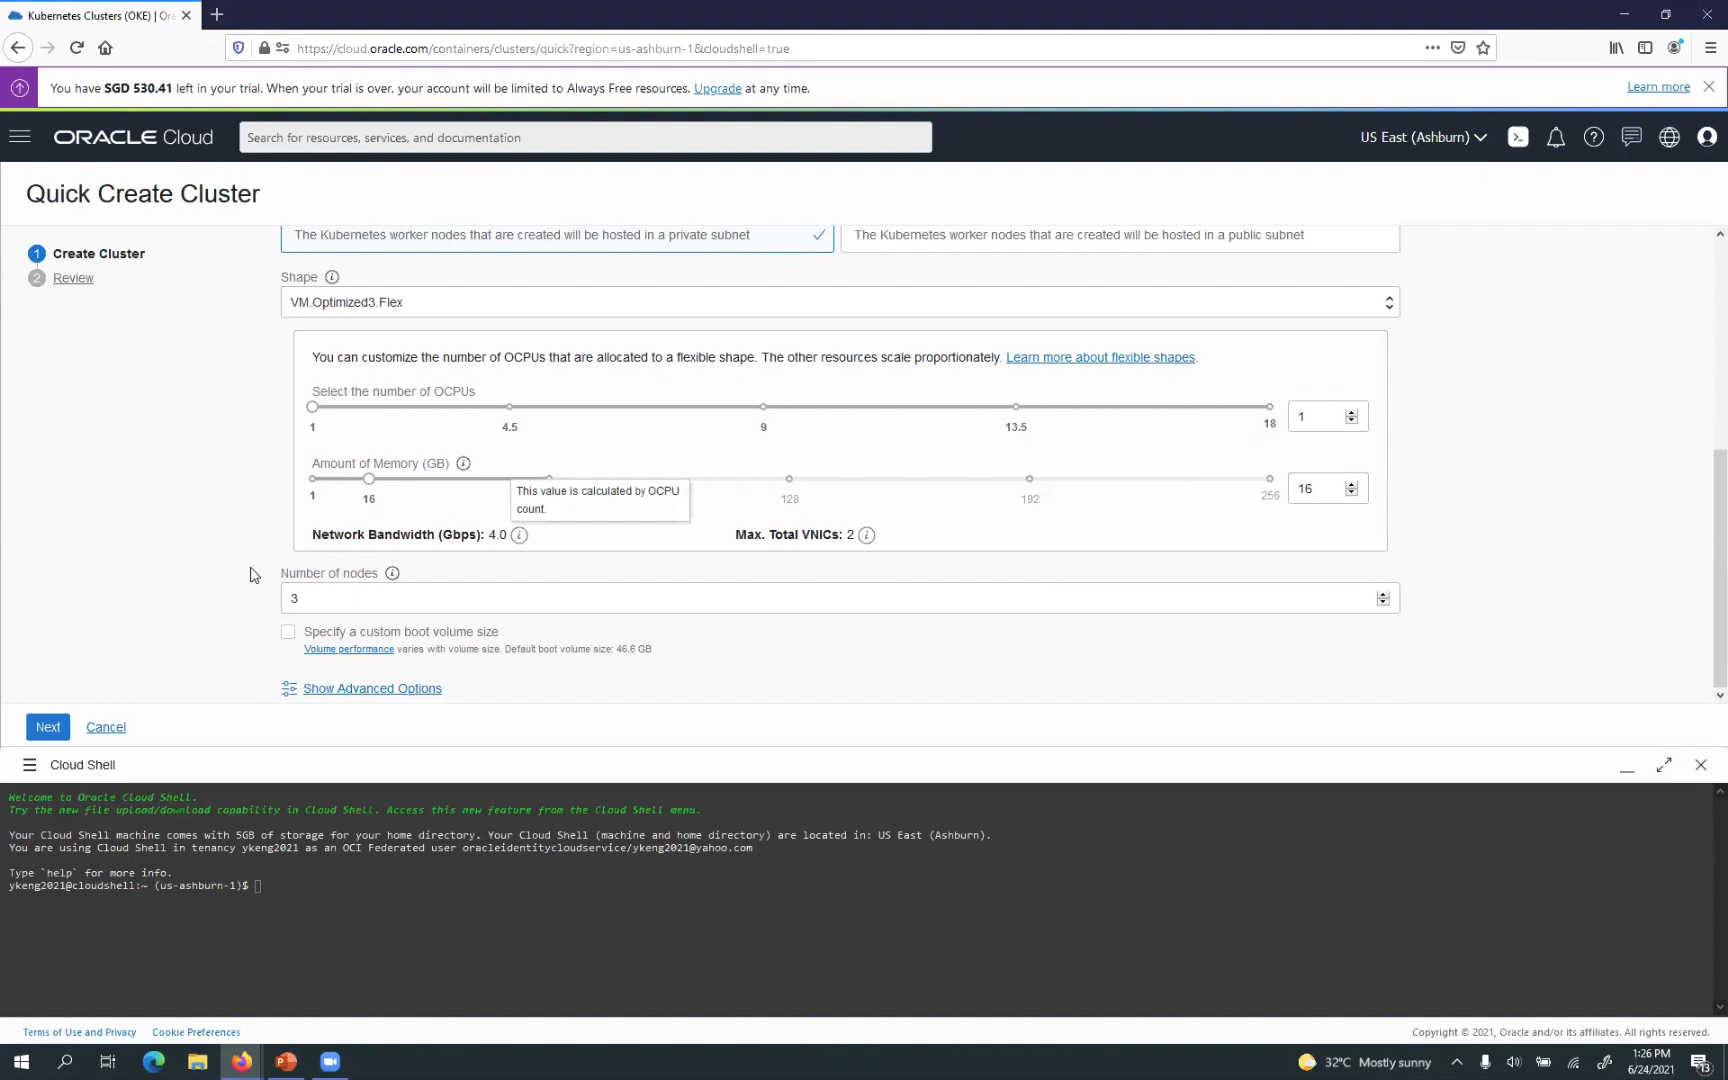 Kubernetes Clusters (OKE) | Ora
https://cloud.oracle.com/containers/clusters/quick?region=us-ashburn-1&cloudshell=true
You have SGD 530.41 left in your trial. When your trial is over, your account will be limited to Always Free resources. Upgrade at any time.
Learn more
ORACLE Cloud
Search for resources, services, and documentation
US East (Ashburn)
Quick Create Cluster
1 Create Cluster
2 Review
The Kubernetes worker nodes that are created will be hosted in a private subnet
The Kubernetes worker nodes that are created will be hosted in a public subnet
Shape
VM.Optimized3.Flex
You can customize the number of OCPUs that are allocated to a flexible shape. The other resources scale proportionately. Learn more about flexible shapes.
Select the number of OCPUs
1 4.5 9 13.5 18
1
Amount of Memory (GB)
1 16 128 192 256
16
This value is calculated by OCPU
count.
Network Bandwidth (Gbps): 4.0
Max. Total VNICs: 2
Number of nodes
3
Specify a custom boot volume size
Volume performance varies with volume size. Default boot volume size: 46.6 GB
Show Advanced Options
Next
Cancel
Cloud Shell
Welcome to Oracle Cloud Shell.
Try the new file upload/download capability in Cloud Shell. Access this new feature from the Cloud Shell menu.
Your Cloud Shell machine comes with 5GB of storage for your home directory. Your Cloud Shell (machine and home directory) are located in: US East (Ashburn).
You are using Cloud Shell in tenancy ykeng2021 as an OCI Federated user oracleidentitycloudservice/ykeng2021@yahoo.com
Type `help` for more info.
ykeng2021@cloudshell:~ (us-ashburn-1)$
Terms of Use and Privacy
Cookie Preferences
Copyright © 2021, Oracle and/or its affiliates. All rights reserved.
32°C Mostly sunny
1:26 PM
6/24/2021
13